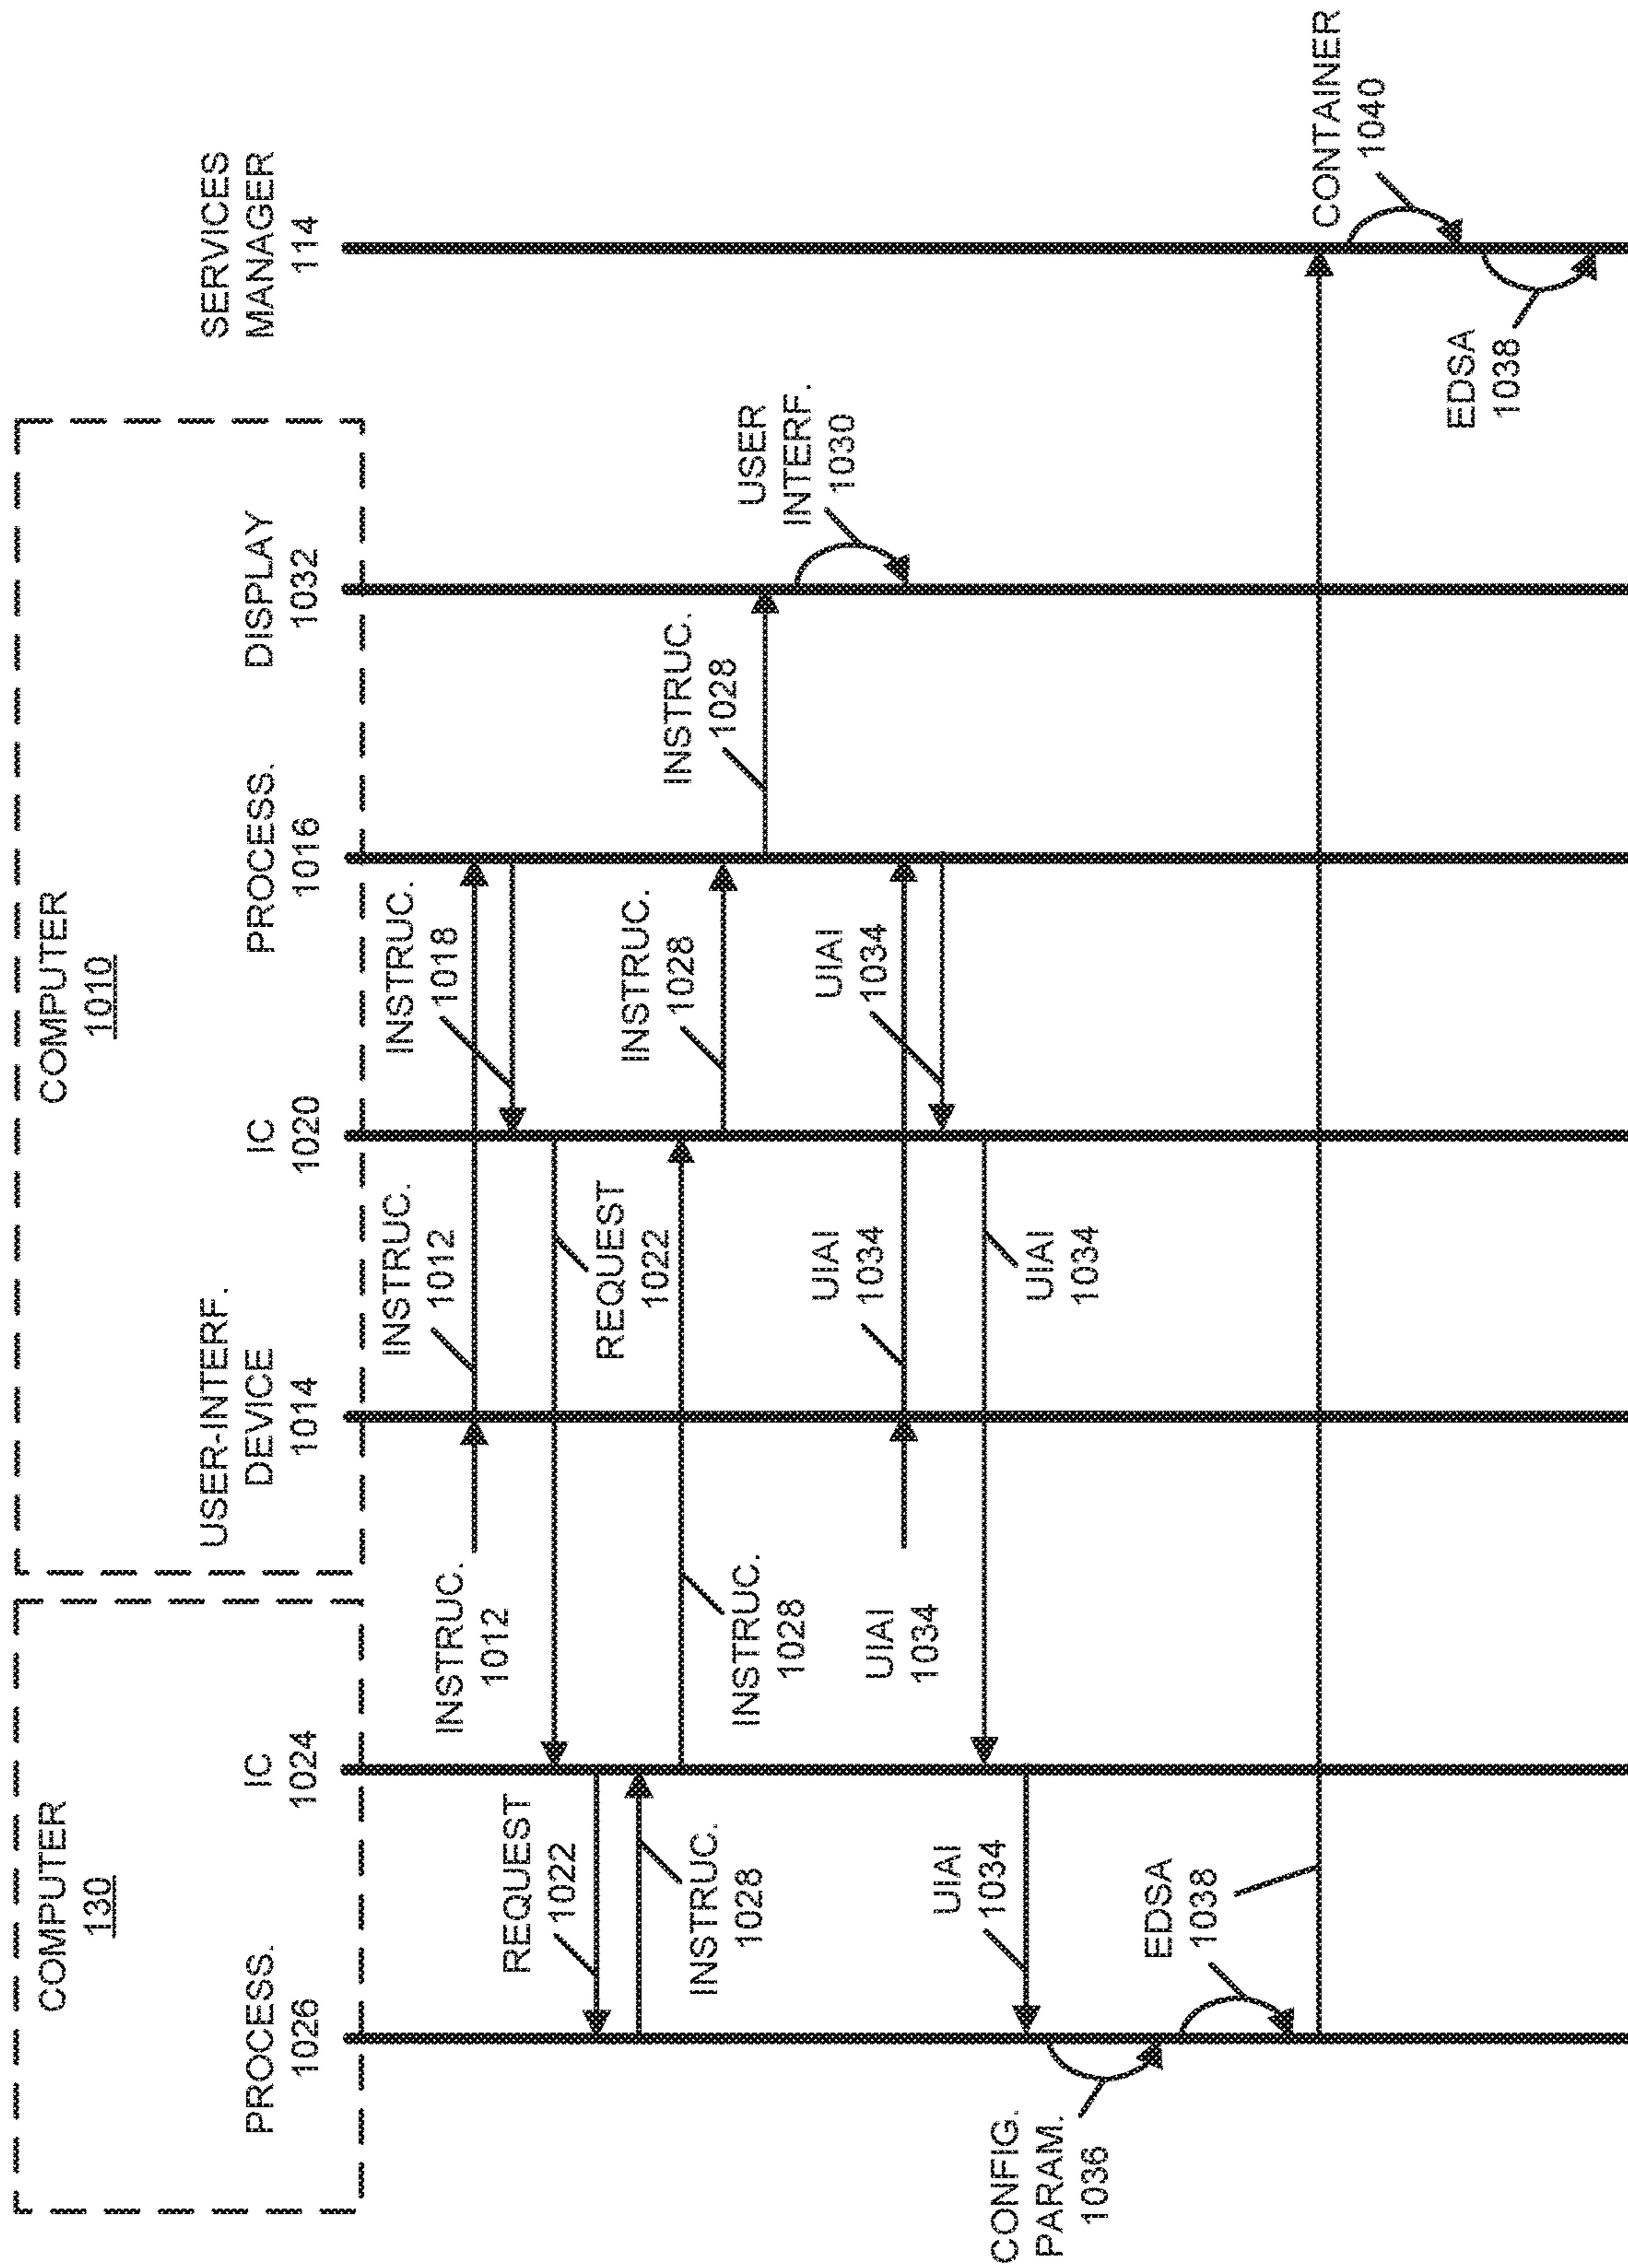 COMPUTER
130
COMPUTER
1010
PROCESS.
1026
IC
1024
USER-INTERF.
DEVICE
1014
IC
1020
PROCESS.
1016
DISPLAY
1032
SERVICES
MANAGER
114
INSTRUC.
1012
INSTRUC.
1012
INSTRUC.
1018
REQUEST
1022
REQUEST
1022
INSTRUC.
1028
INSTRUC.
1028
INSTRUC.
1028
INSTRUC.
1028
USER
INTERF.
1030
UIAI
1034
UIAI
1034
UIAI
1034
UIAI
1034
UIAI
1034
CONFIG.
PARAM.
1036
EDSA
1038
CONTAINER
1040
EDSA
1038